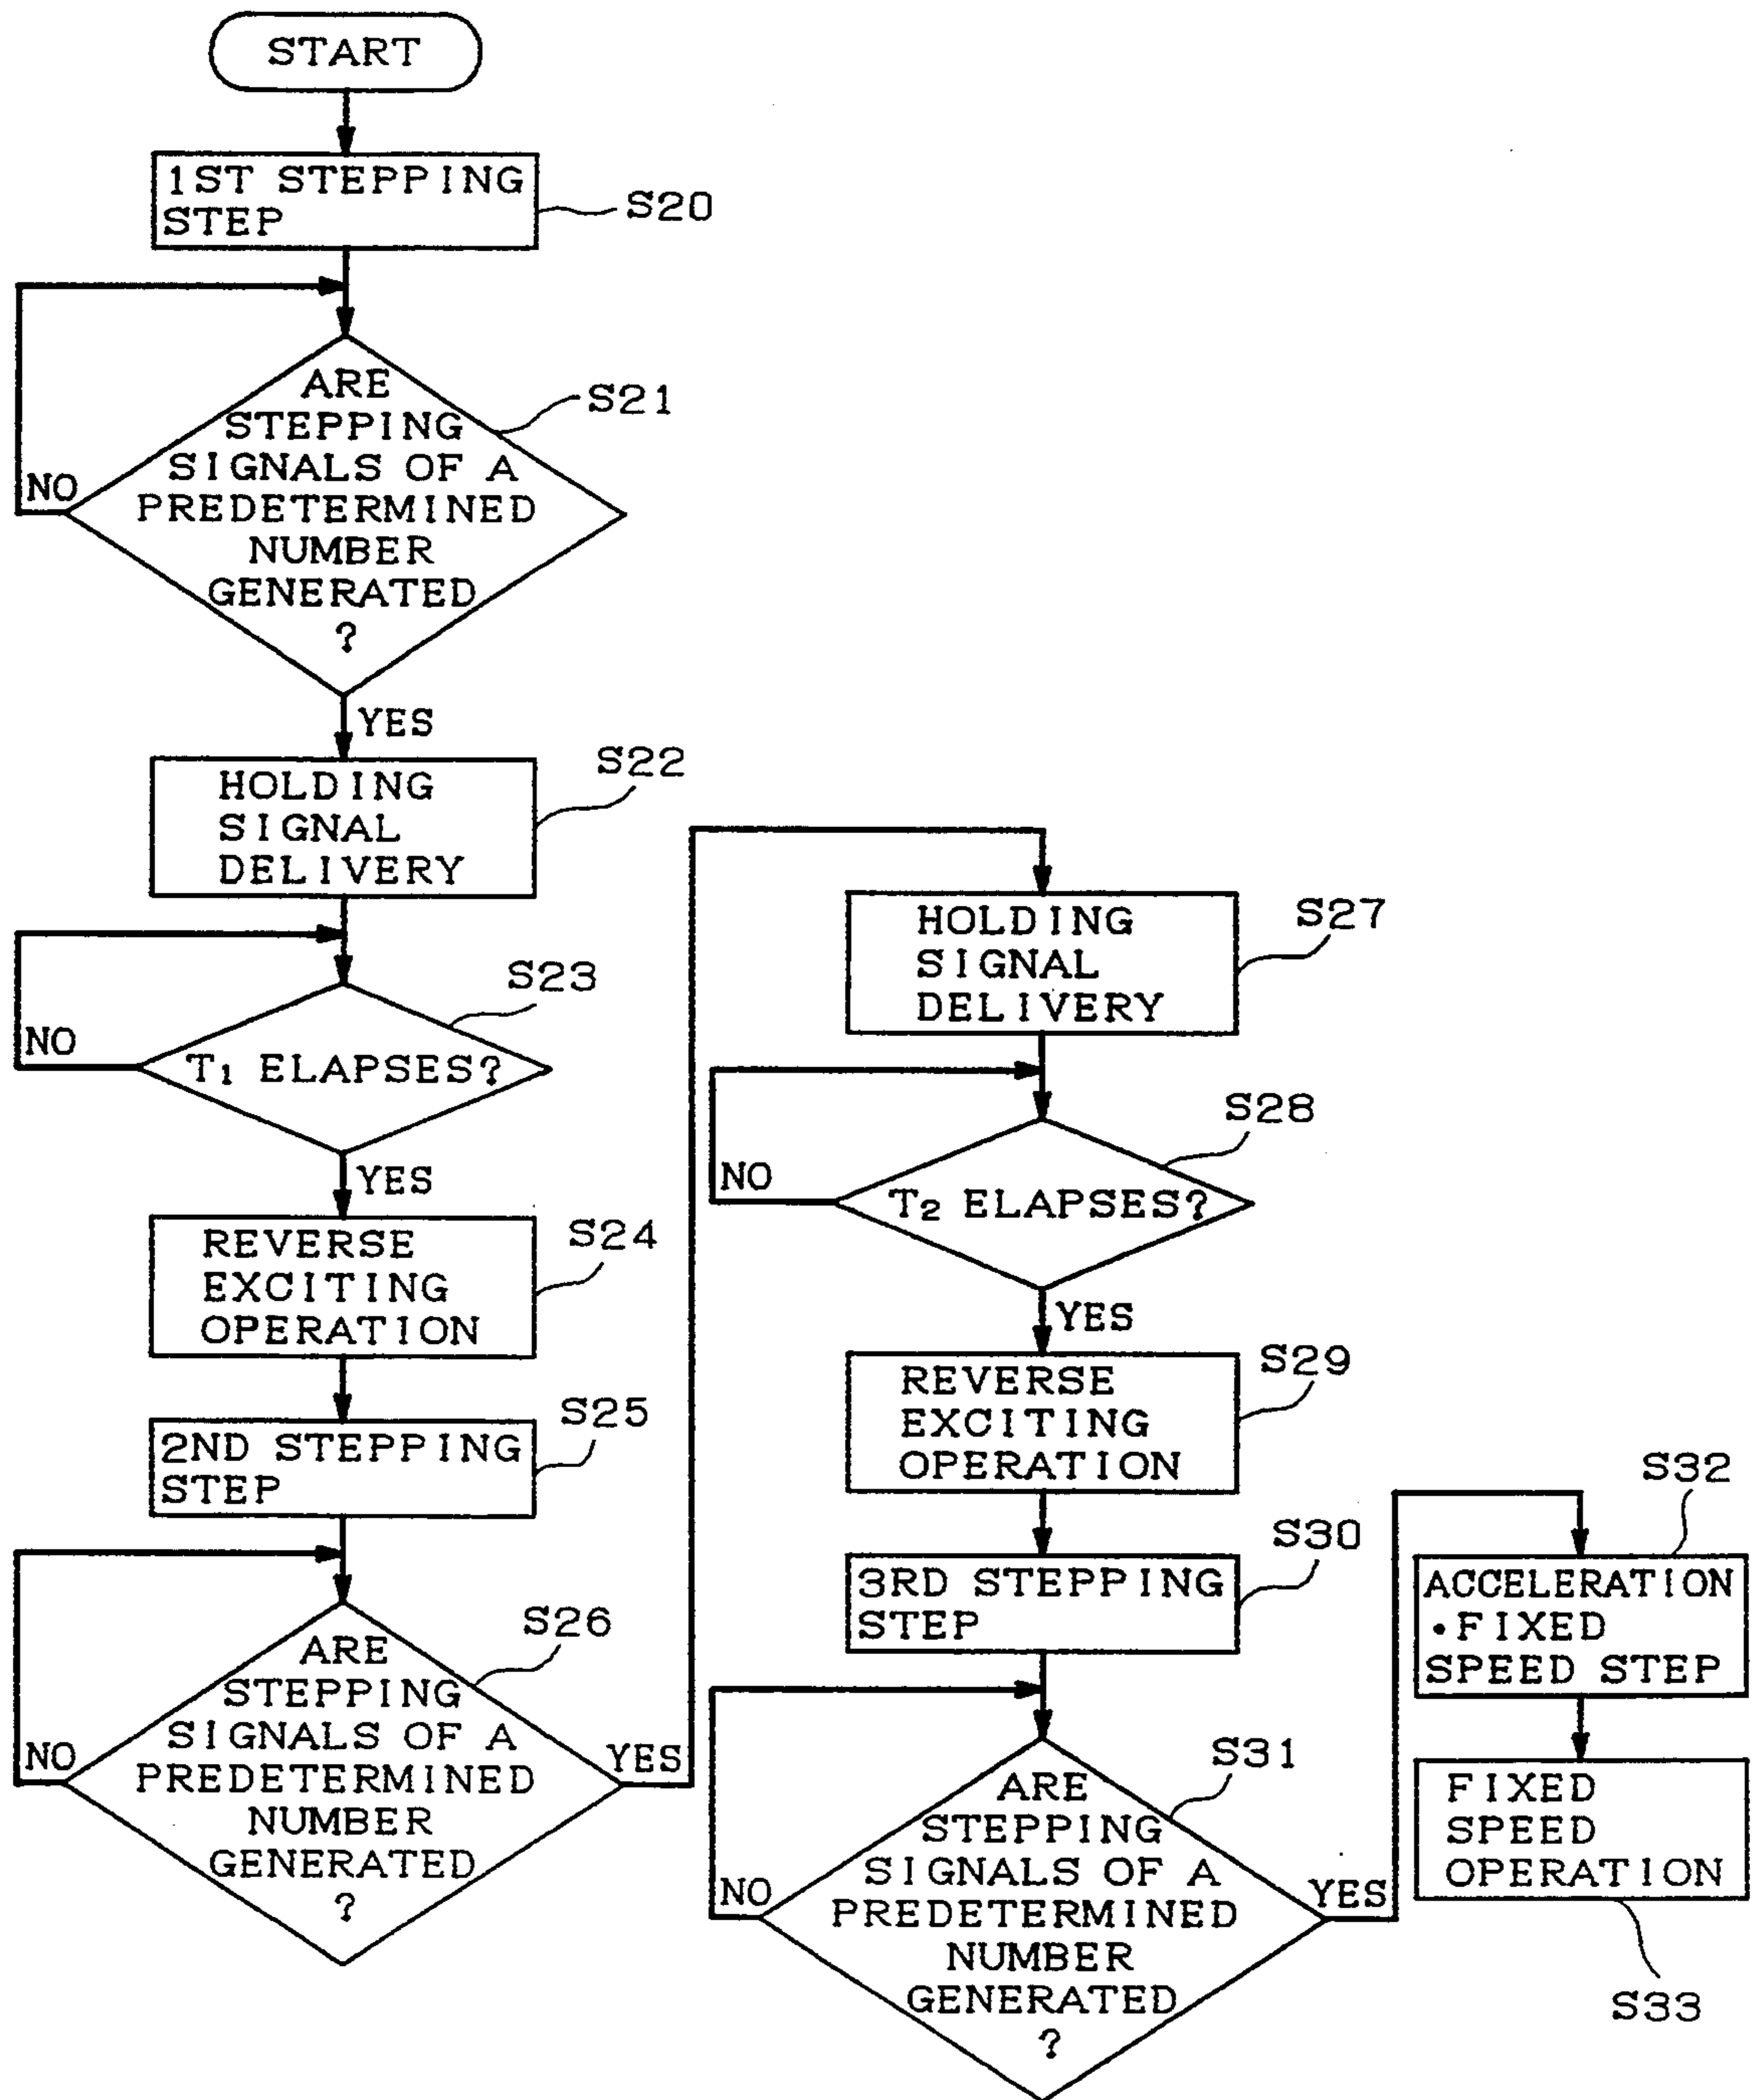 START
1ST STEPPING
STEP
S20
ARE
STEPPING
SIGNALS OF A
PREDETERMINED
NUMBER
GENERATED
?
S21
NO
YES
HOLDING
SIGNAL
DELIVERY
S22
T1 ELAPSES?
S23
NO
YES
REVERSE
EXCITING
OPERATION
S24
2ND STEPPING
STEP
S25
ARE
STEPPING
SIGNALS OF A
PREDETERMINED
NUMBER
GENERATED
?
S26
NO
YES
HOLDING
SIGNAL
DELIVERY
S27
T2 ELAPSES?
S28
NO
YES
REVERSE
EXCITING
OPERATION
S29
3RD STEPPING
STEP
S30
ARE
STEPPING
SIGNALS OF A
PREDETERMINED
NUMBER
GENERATED
?
S31
NO
YES
ACCELERATION
•FIXED
SPEED STEP
S32
FIXED
SPEED
OPERATION
S33